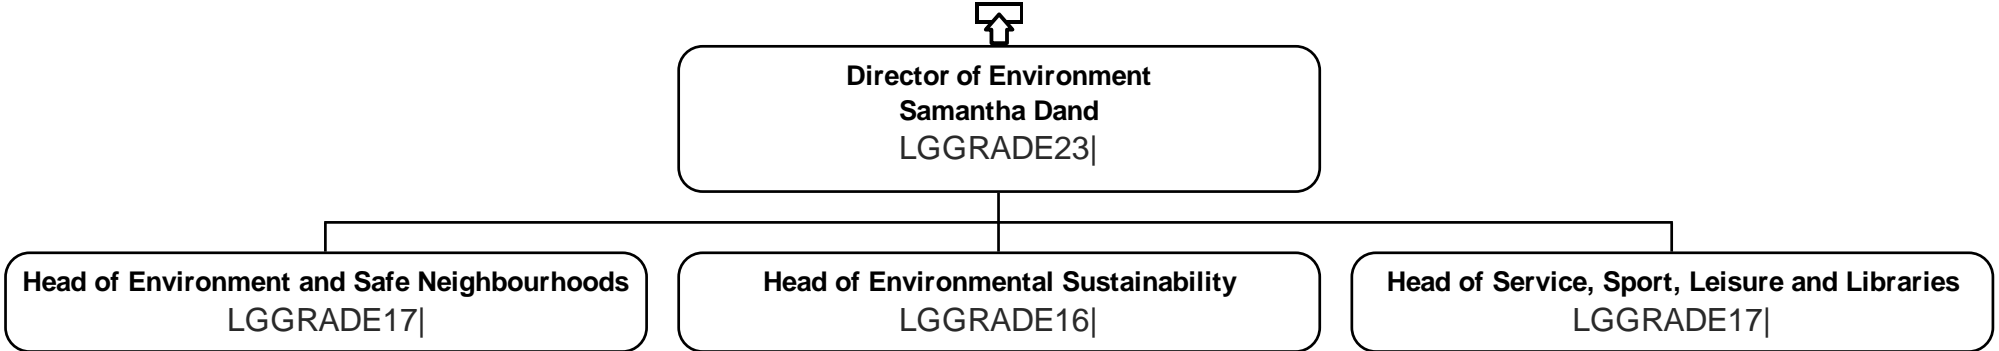 Director of Environment
Samantha Dand
LGGRADE23|
Head of Environment and Safe Neighbourhoods
LGGRADE17|
Head of Environmental Sustainability
LGGRADE16|
Head of Service, Sport, Leisure and Libraries
LGGRADE17|